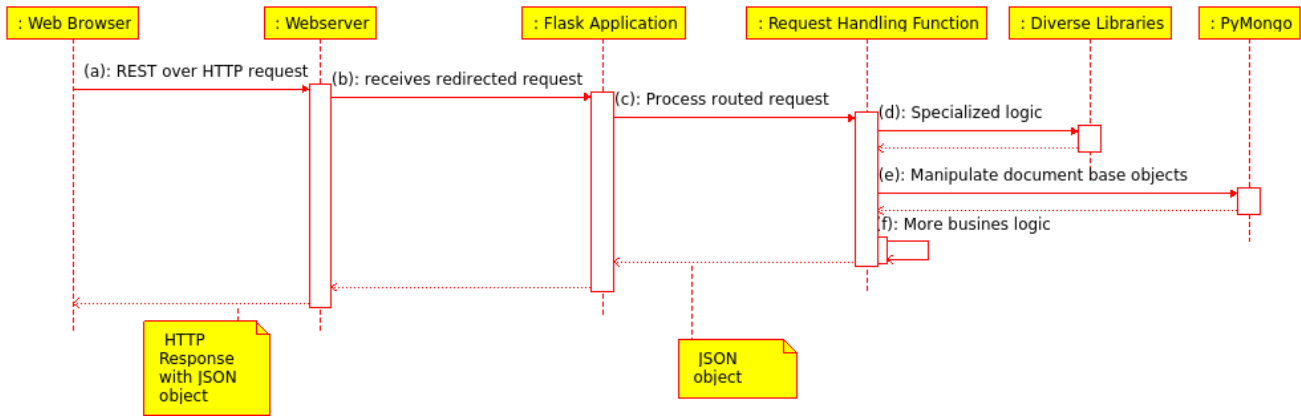 : Web Browser
: Webserver
: Flask Application
: Request Handling Function
: Diverse Libraries
: PyMongo
(a): REST over HTTP request
(b): receives redirected request
(c): Process routed request
(d): Specialized logic
(e): Manipulate document base objects
(f): More busines logic
HTTP
Response
with JSON
object
JSON
object